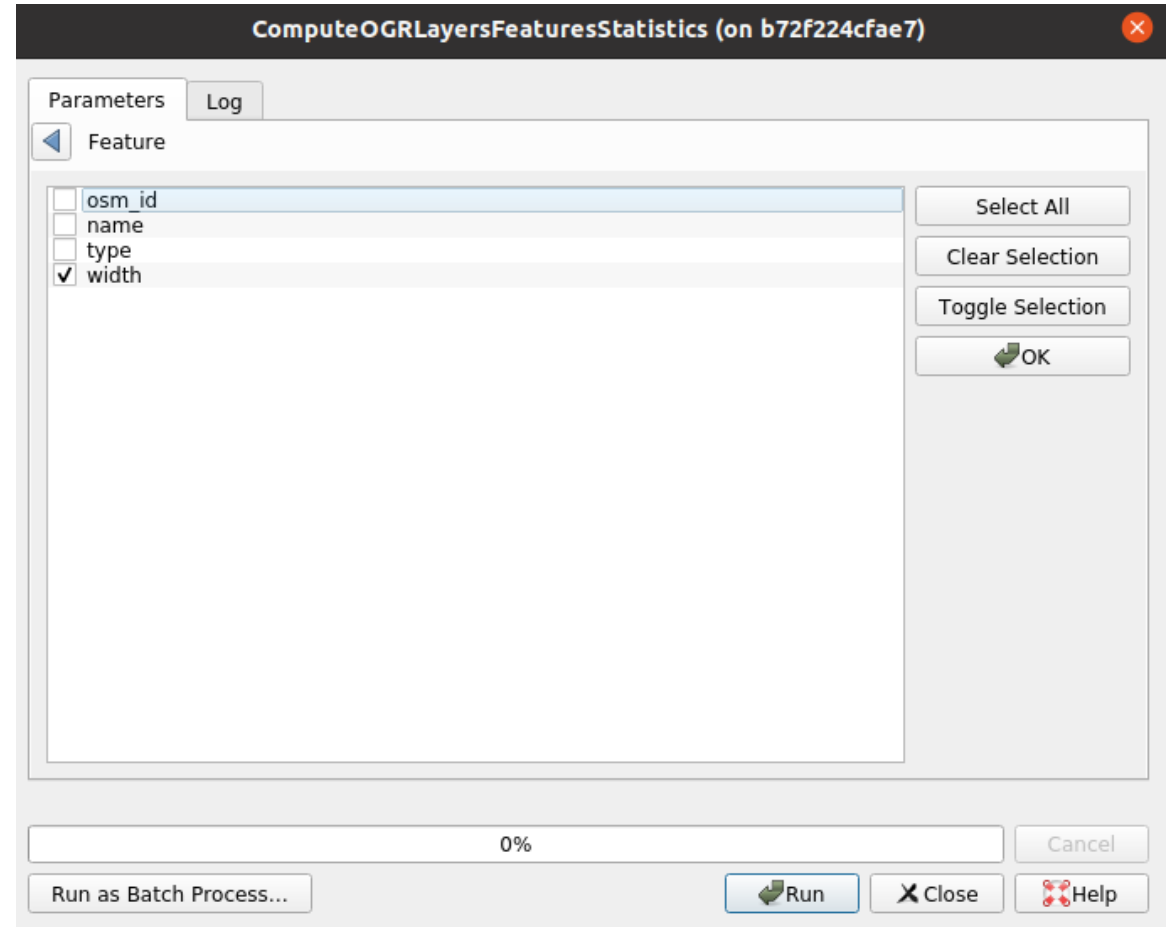 ComputeOGRLayersFeaturesStatistics (on b72f224cfae7)
Parameters Log
Feature
osm_id
name
type
width
Select All
Clear Selection
Toggle Selection
OK
0%
Cancel
Run as Batch Process...
Run
Close
Help